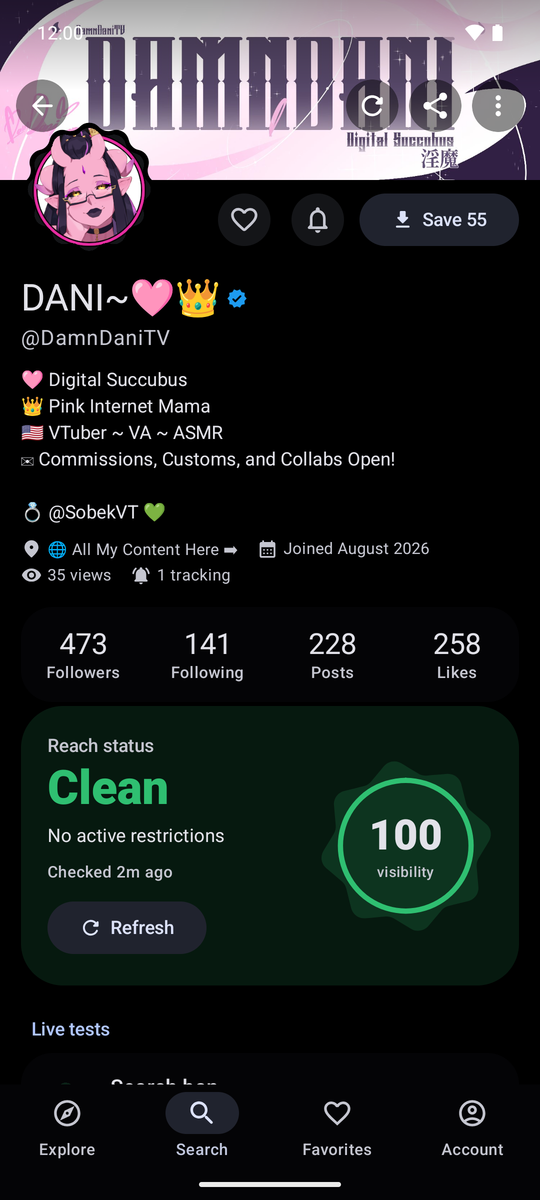 12:00
DamnDaniTV
DAMNDANI
Digital Succubus
淫魔
Save 55
DANI~🩷👑
@DamnDaniTV
🩷 Digital Succubus
👑 Pink Internet Mama
🇺🇸 VTuber ~ VA ~ ASMR
✉️ Commissions, Customs, and Collabs Open!
💍 @SobekVT 💚
🌐 All My Content Here ➡ Joined August 2026
35 views 1 tracking
473 141 228 258
Followers Following Posts Likes
Reach status
Clean
No active restrictions
Checked 2m ago
Refresh
100
visibility
Live tests
Search ban
Explore Search Favorites Account